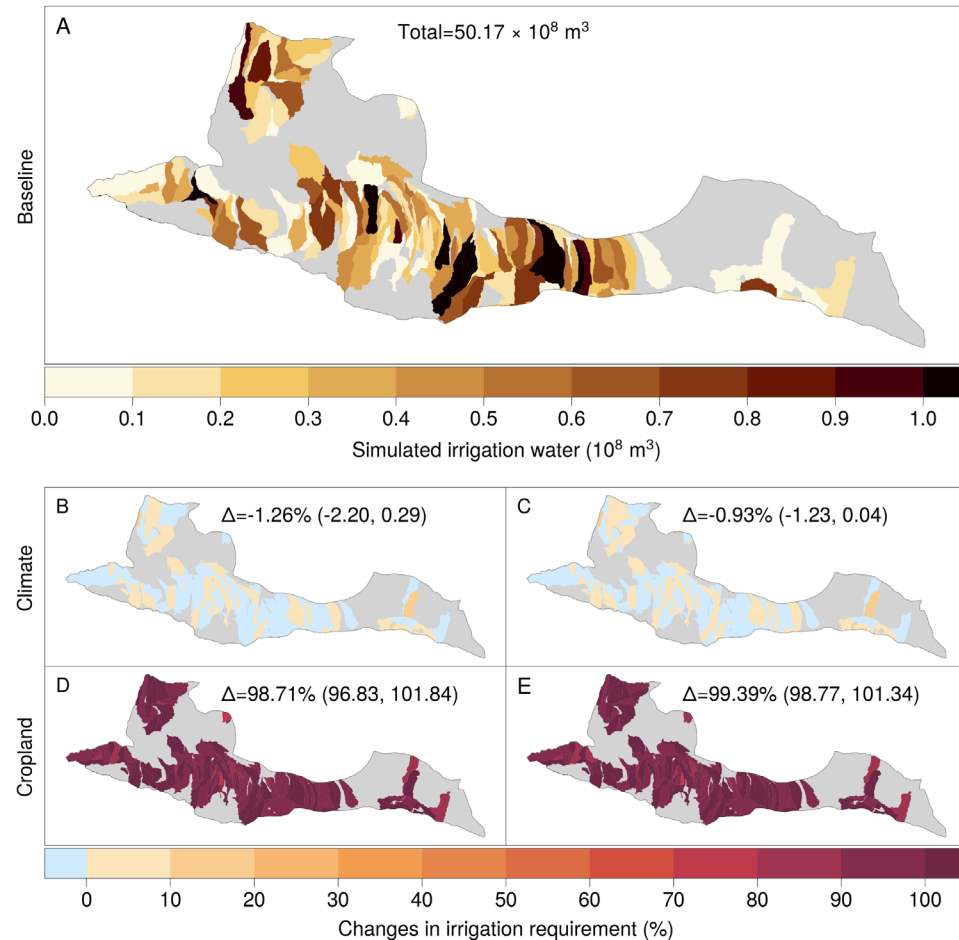 A
Total=50.17 × 10⁸ m³
Baseline
0.0 0.1 0.2 0.3 0.4 0.5 0.6 0.7 0.8 0.9 1.0
Simulated irrigation water (10⁸ m³)
B
Δ=-1.26% (-2.20, 0.29)
C
Δ=-0.93% (-1.23, 0.04)
Climate
D
Δ=98.71% (96.83, 101.84)
E
Δ=99.39% (98.77, 101.34)
Cropland
0 10 20 30 40 50 60 70 80 90 100
Changes in irrigation requirement (%)